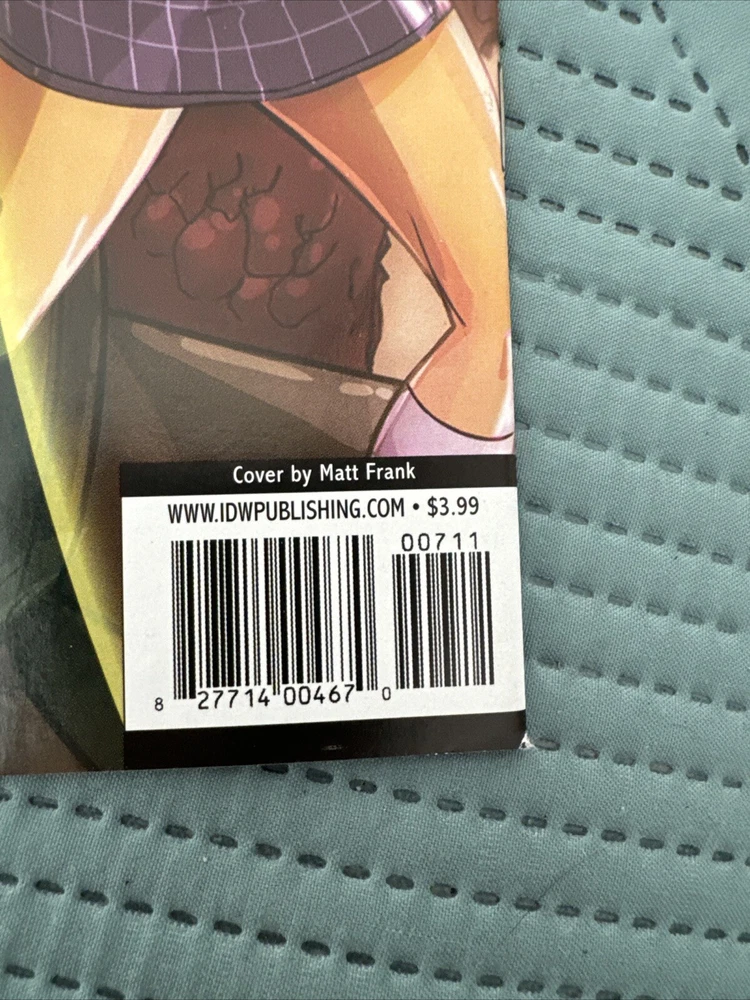 Cover by Matt Frank
WWW.IDWPUBLISHING.COM • $3.99
00711
8 27714 00467 0